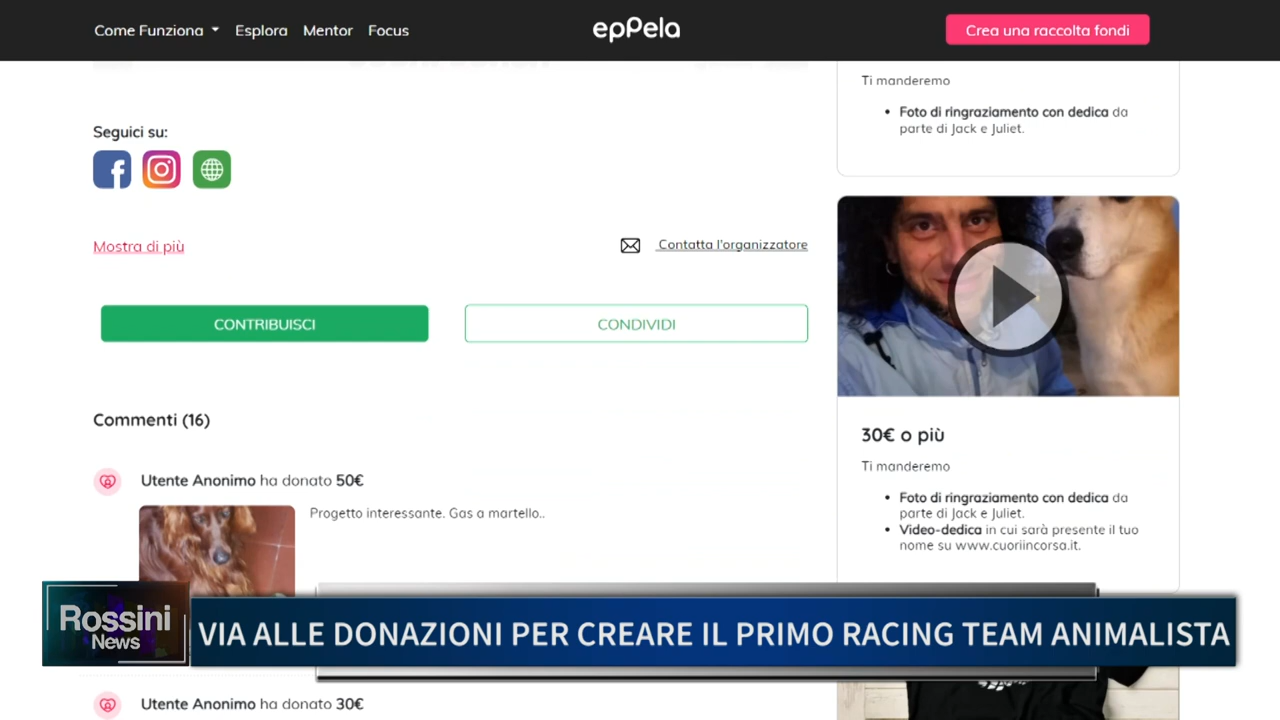 Come Funziona
Esplora
Mentor
Focus
epPela
Crea una raccolta fondi
Seguici su:
Mostra di più
Contatta l'organizzatore
CONTRIBUISCI
CONDIVIDI
Commenti (16)
Utente Anonimo ha donato 50€
Progetto interessante. Gas a martello..
Utente Anonimo ha donato 30€
Ti manderemo
• Foto di ringraziamento con dedica da
parte di Jack e Juliet.
30€ o più
Ti manderemo
• Foto di ringraziamento con dedica da
parte di Jack e Juliet.
• Video-dedica in cui sarà presente il tuo
nome su www.cuoriincorsa.it.
Rossini
News
VIA ALLE DONAZIONI PER CREARE IL PRIMO RACING TEAM ANIMALISTA